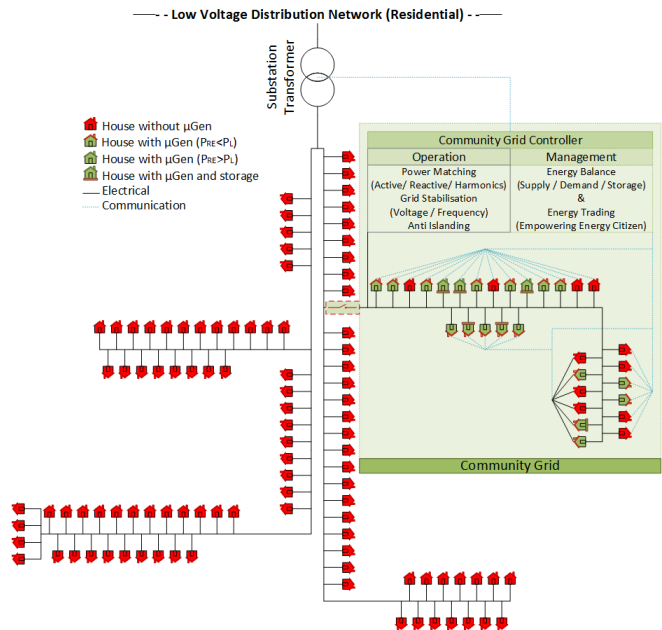 Low Voltage Distribution Network (Residential)
Substation
Transformer
House without μGen
House with μGen (PRE<PL)
House with μGen (PRE>PL)
House with μGen and storage
Electrical
Communication
Community Grid Controller
Operation
Power Matching
(Active/ Reactive/ Harmonics)
Grid Stabilisation
(Voltage / Frequency)
Anti Islanding
Management
Energy Balance
(Supply / Demand / Storage)
&
Energy Trading
(Empowering Energy Citizen)
Community Grid